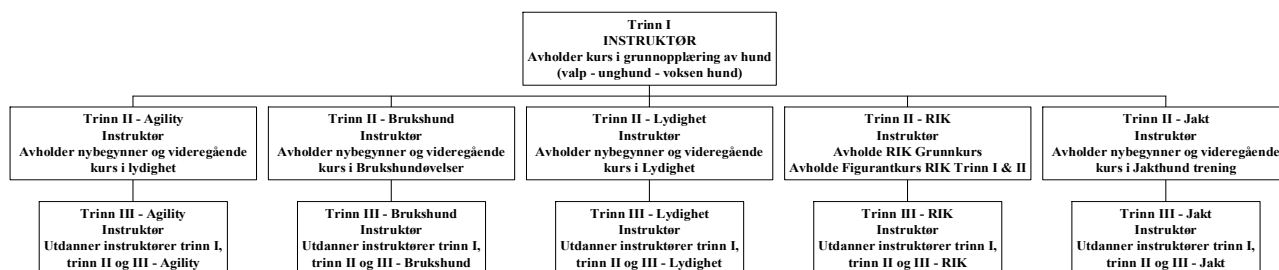 Trinn I
INSTRUKTØR
Avholder kurs i grunnopplæring av hund
(valp - unghund - voksen hund)
Trinn II - Agility
Instruktør
Avholder nybegynner og videregående
kurs i lydighet
Trinn II - Brukshund
Instruktør
Avholder nybegynner og videregående
kurs i Brukshundøvelser
Trinn II - Lydighet
Instruktør
Avholder nybegynner og videregående
kurs i Lydighet
Trinn II - RIK
Instruktør
Avholde RIK Grunnkurs
Avholde Figurantkurs RIK Trinn I & II
Trinn II - Jakt
Instruktør
Avholder nybegynner og videregående
kurs i Jakthund trening
Trinn III - Agility
Instruktør
Utdanner instruktører trinn I,
trinn II og III - Agility
Trinn III - Brukshund
Instruktør
Utdanner instruktører trinn I,
trinn II og III - Brukshund
Trinn III - Lydighet
Instruktør
Utdanner instruktører trinn I,
trinn II og III - Lydighet
Trinn III - RIK
Instruktør
Utdanner instruktører trinn I,
trinn II og III - RIK
Trinn III - Jakt
Instruktør
Utdanner instruktører trinn I,
trinn II og III - Jakt